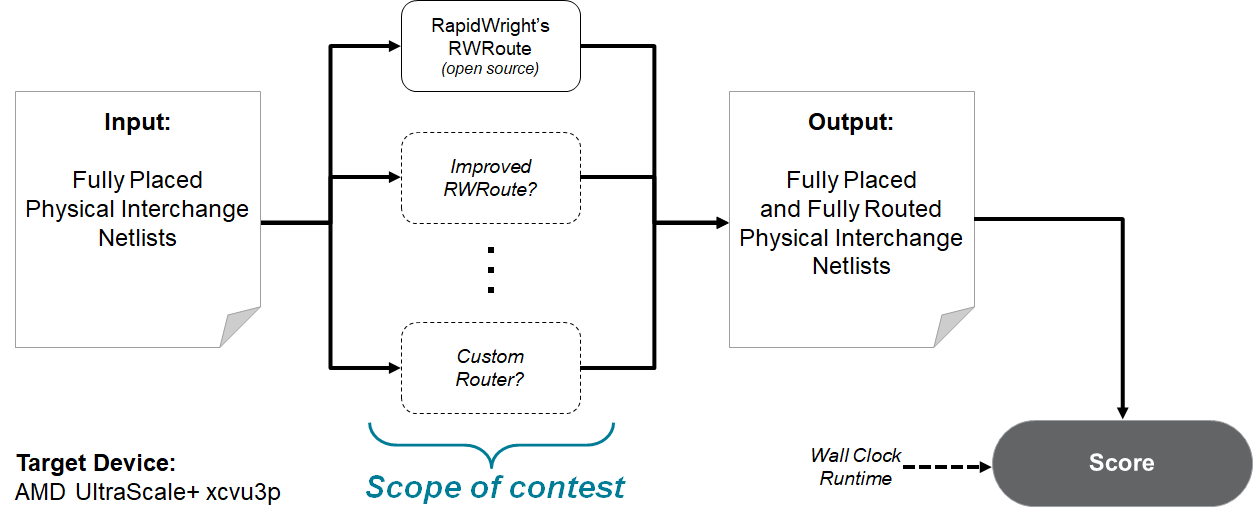 RapidWright's
RWRoute
(open source)
Input:
Fully Placed
Physical Interchange
Netlists
Improved
RWRoute?
Custom
Router?
Scope of contest
Output:
Fully Placed
and Fully Routed
Physical Interchange
Netlists
Target Device:
AMD UltraScale+ xcvu3p
Wall Clock
Runtime
Score